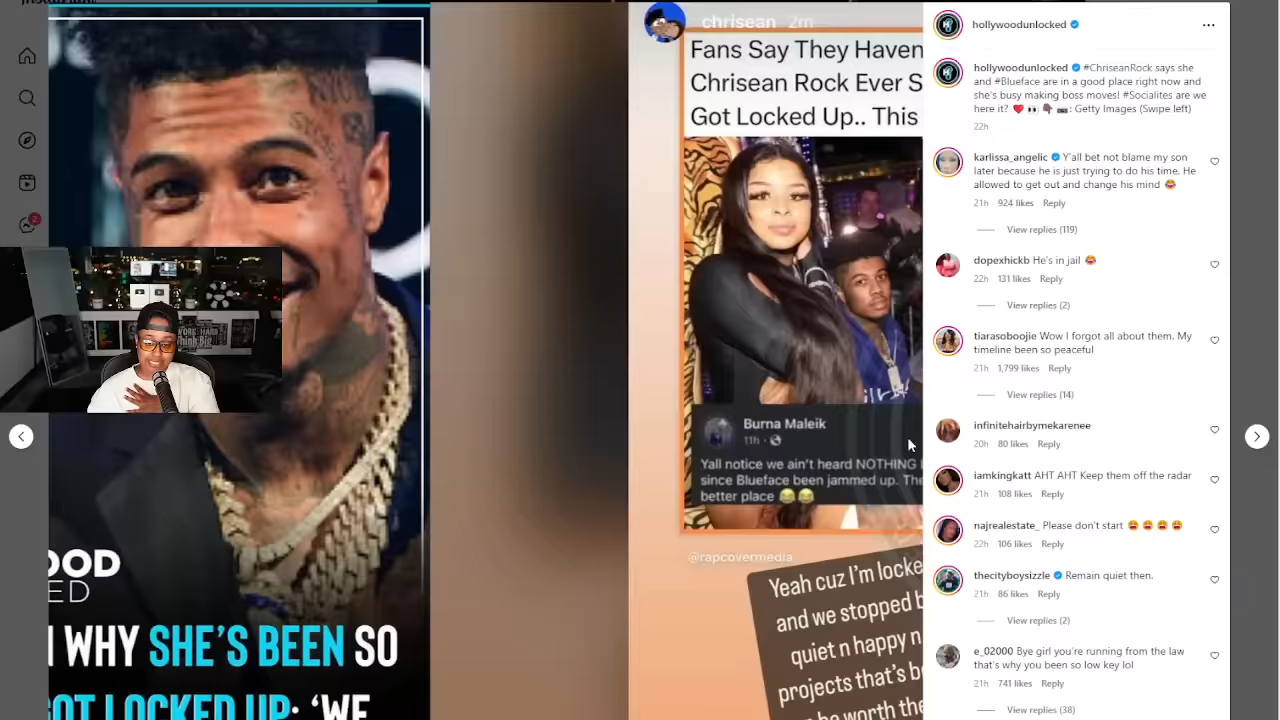 OOD
ED
I WHY SHE'S BEEN SO
GOT LOCKED UP: 'WE
chrisean 2m
Fans Say They Haven
Chrisean Rock Ever S
Got Locked Up.. This
Burna Maleik
11h ·
Yall notice we ain't heard NOTHING
since Blueface been jammed up. The
better place 😂😂
@rapcovermedia
Yeah cuz I'm locke
and we stopped b
quiet n happy n
projects that's b
be worth the
hollywoodunlocked
hollywoodunlocked #ChriseanRock says she
and #Blueface are in a good place right now and
she's busy making boss moves! #Socialites are we
here it? ❤️ 👀 📷: Getty Images (Swipe left)
22h
karlissa_angelic Y'all bet not blame my son
later because he is just trying to do his time. He
allowed to get out and change his mind 😂
21h 924 likes Reply
View replies (119)
dopexhickb He's in jail 😂
22h 131 likes Reply
View replies (2)
tiarasoboojie Wow I forgot all about them. My
timeline been so peaceful
21h 1,799 likes Reply
View replies (14)
infinitehairbymekarenee
20h 80 likes Reply
iamkingkatt AHT AHT Keep them off the radar
21h 108 likes Reply
najrealestate_ Please don't start 😩 😩 😩 😩
22h 106 likes Reply
thecityboysizzle Remain quiet then.
21h 86 likes Reply
View replies (2)
e_02000 Bye girl you're running from the law
that's why you been so low key lol
21h 741 likes Reply
View replies (38)
2
WORK HARD
Think Big